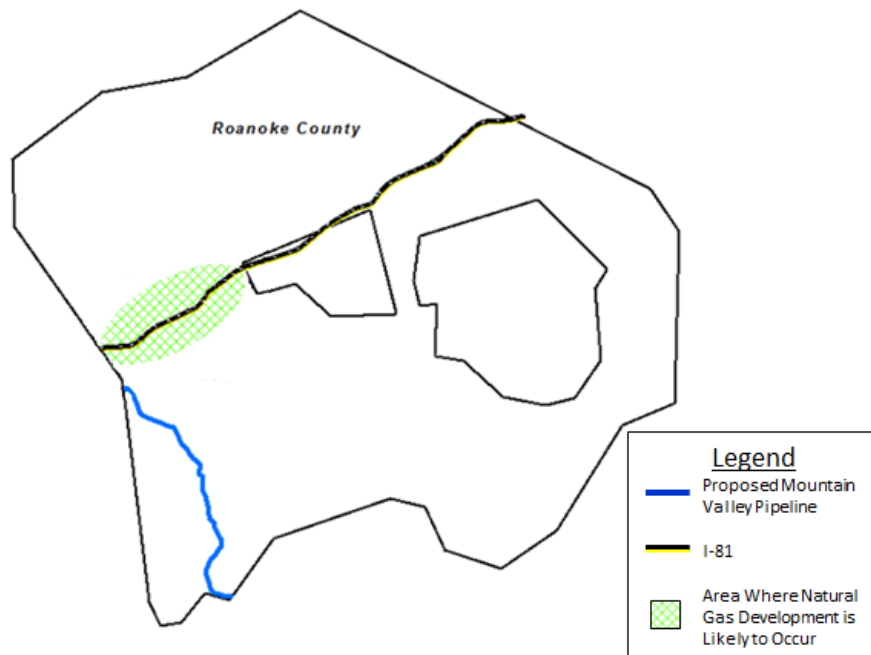 Roanoke County
Legend
Proposed Mountain
Valley Pipeline
I-81
Area Where Natural
Gas Development is
Likely to Occur